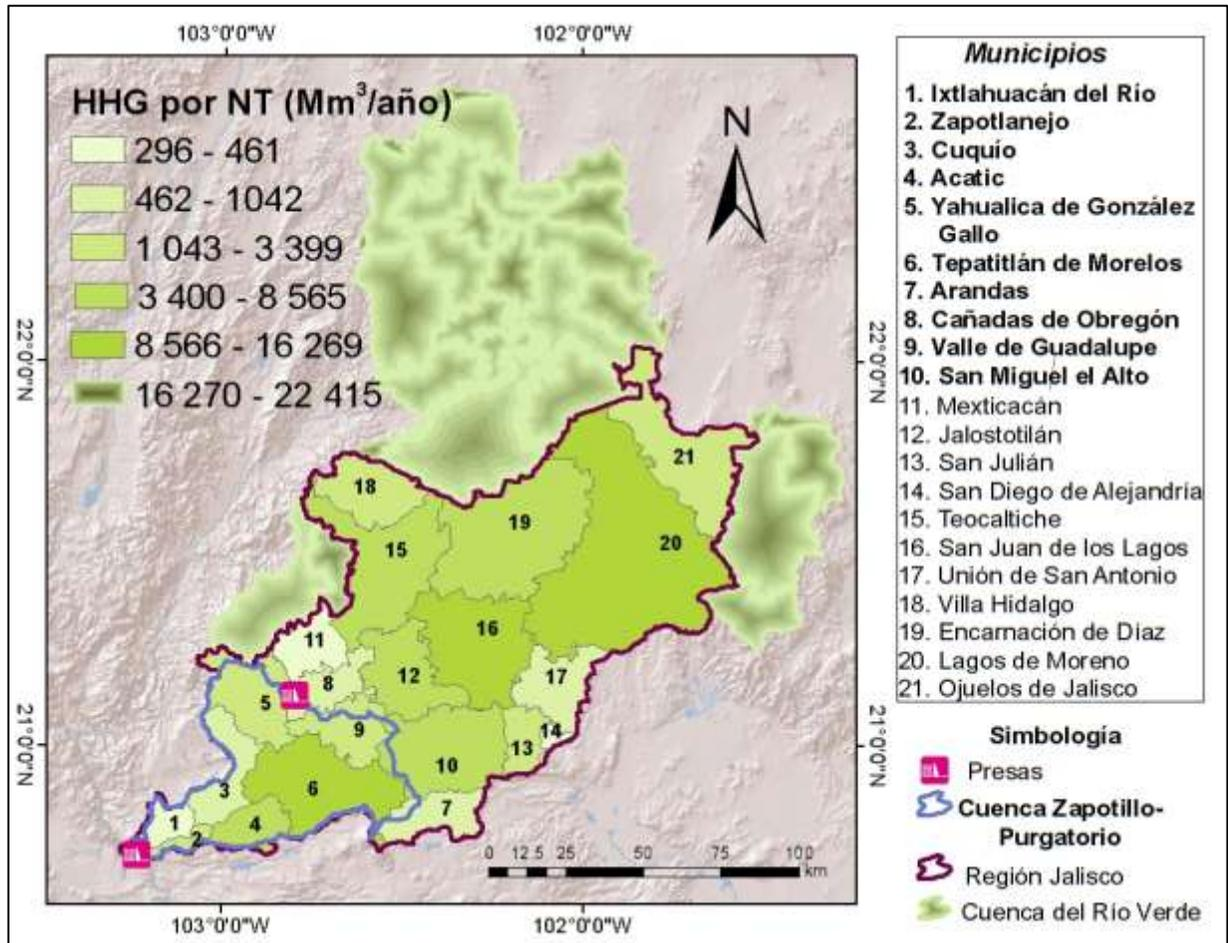 103°0'0"W
102°0'0"W
HHG por NT (Mm³/año)
296 - 461
462 - 1042
1 043 - 3 399
3 400 - 8 565
8 566 - 16 269
16 270 - 22 415
N
22°0'0"N
22°0'0"N
21°0'0"N
21°0'0"N
18
19
21
15
20
11
16
8
12
17
5
9
14
13
10
3
6
7
1
2
4
0 12.5 25 50 75 100
km
103°0'0"W
102°0'0"W
Municipios
1. Ixtlahuacán del Río
2. Zapotlanejo
3. Cuquío
4. Acatic
5. Yahualica de González
Gallo
6. Tepatitlán de Morelos
7. Arandas
8. Cañadas de Obregón
9. Valle de Guadalupe
10. San Miguel el Alto
11. Mexticacán
12. Jalostotilán
13. San Julián
14. San Diego de Alejandría
15. Teocaltiche
16. San Juan de los Lagos
17. Unión de San Antonio
18. Villa Hidalgo
19. Encarnación de Díaz
20. Lagos de Moreno
21. Ojuelos de Jalisco
Simbología
Presas
Cuenca Zapotillo-
Purgatorio
Región Jalisco
Cuenca del Río Verde